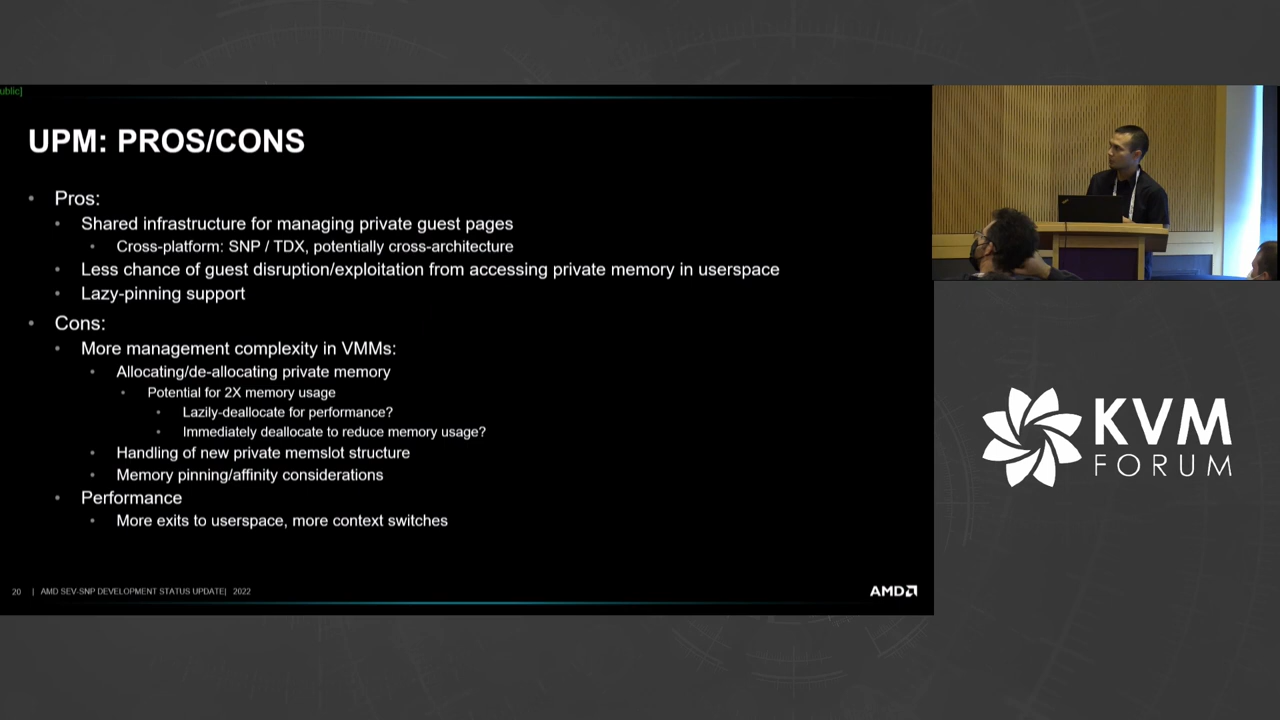 ublic]
UPM: PROS/CONS
• Pros:
• Shared infrastructure for managing private guest pages
• Cross-platform: SNP / TDX, potentially cross-architecture
• Less chance of guest disruption/exploitation from accessing private memory in userspace
• Lazy-pinning support
• Cons:
• More management complexity in VMMs:
• Allocating/de-allocating private memory
• Potential for 2X memory usage
• Lazily-deallocate for performance?
• Immediately deallocate to reduce memory usage?
• Handling of new private memslot structure
• Memory pinning/affinity considerations
• Performance
• More exits to userspace, more context switches
20 | AMD SEV-SNP DEVELOPMENT STATUS UPDATE| 2022
AMD
KVM
FORUM